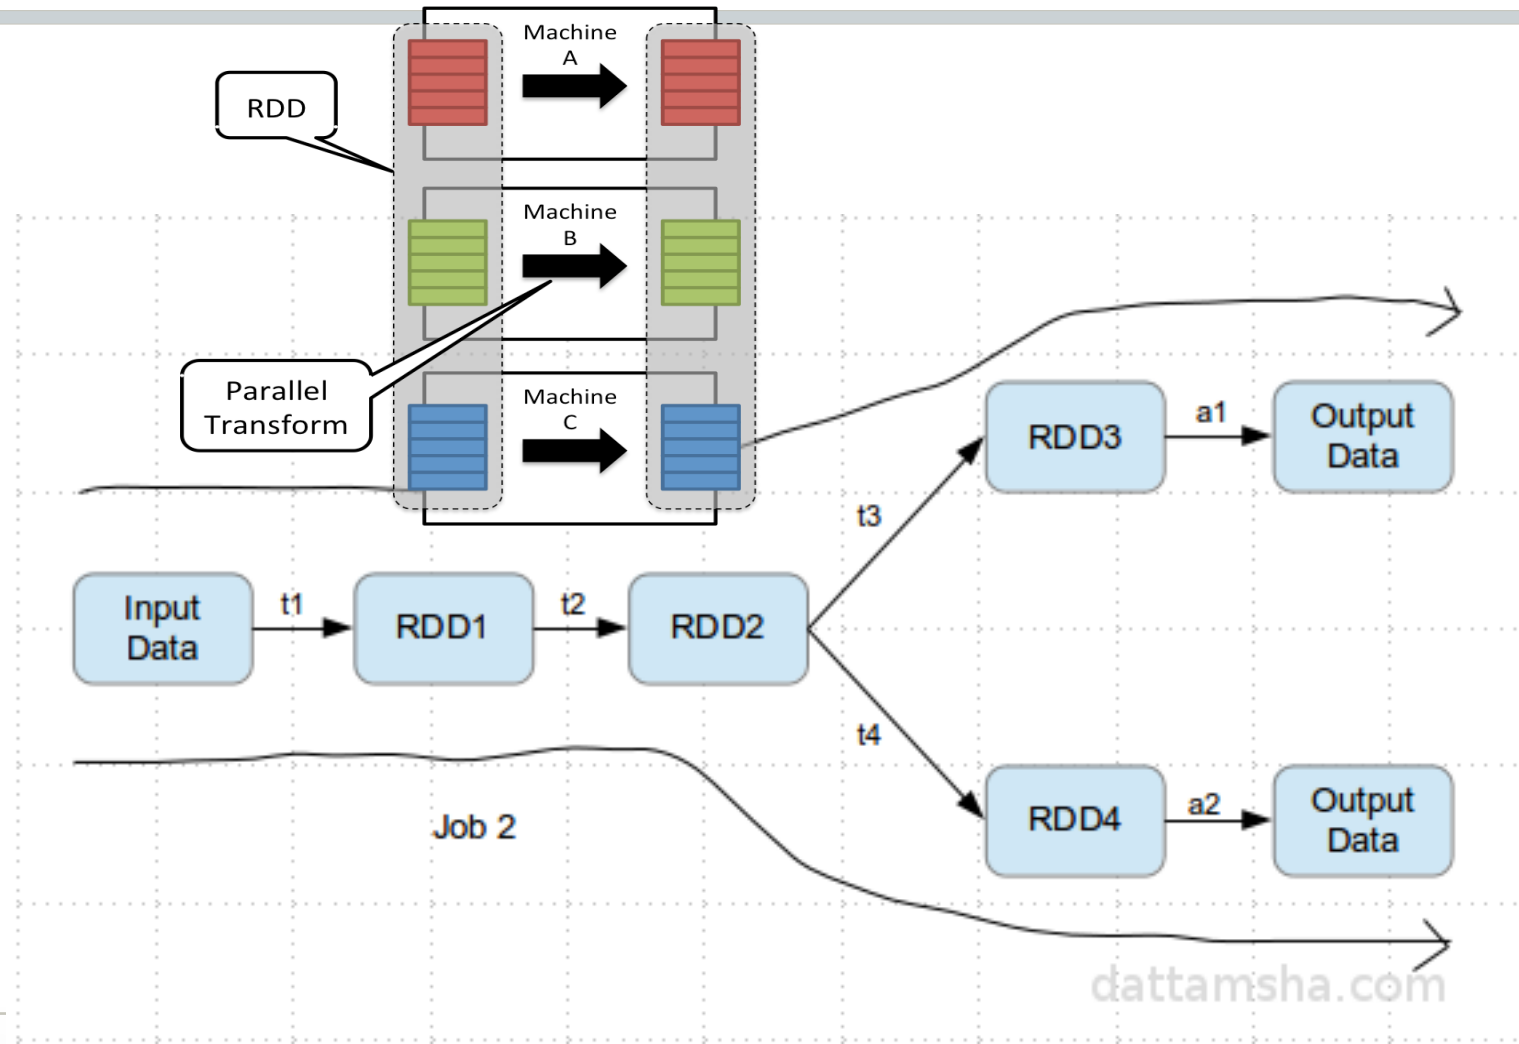 Machine
A
RDD
Machine
B
Parallel
Transform
Machine
C
RDD3
a1
Output
Data
t3
Input
Data
t1
RDD1
t2
RDD2
t4
Job 2
RDD4
a2
Output
Data
dattamsha.com